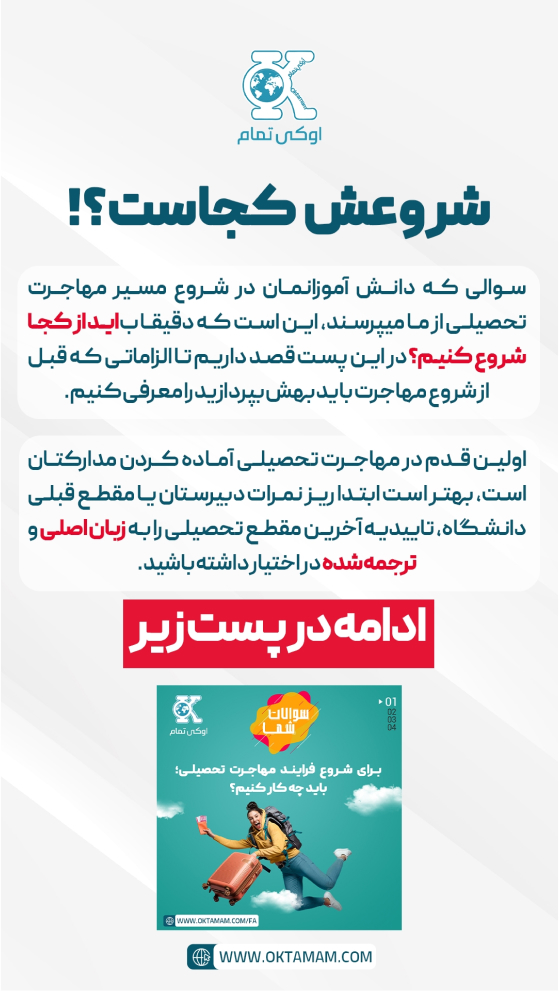 اوکی تمام
Oktamam
اوکی تمام
شروعش کجاست؟!
سوالی که دانش آموزانمان در شروع مسیر مهاجرت
تحصیلی از ما میپرسند، این است که دقیقا باید از کجا
شروع کنیم؟ در این پست قصد داریم تا الزاماتی که قبل
از شروع مهاجرت باید بهش بپردازید را معرفی کنیم.
اولین قدم در مهاجرت تحصیلی آماده کردن مدارکتان
است، بهتر است ابتدا ریز نمرات دبیرستان یا مقطع قبلی
دانشگاه، تاییدیه آخرین مقطع تحصیلی را به زبان اصلی و
ترجمه شده در اختیار داشته باشید.
ادامه در پست زیر
اوکی تمام
سوالات
شما
01
02
03
04
برای شروع فرایند مهاجرت تحصیلی؛
باید چه کار کنیم؟
WWW.OKTAMAM.COM/FA
WWW.OKTAMAM.COM